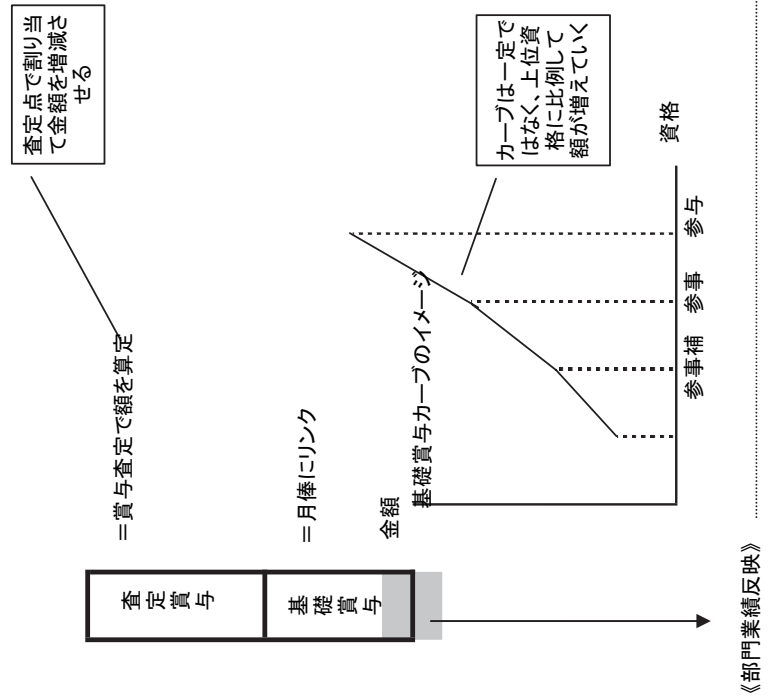 査定点で割り当
て金額を増減さ
せる
＝賞与査定で額を算定
査定賞与
＝月俸にリンク
基礎賞与
金額
基礎賞与カーブのイメージ
カーブは一定で
はなく、上位資
格に比例して
額が増えていく
参事補
参事
参与
資格
《部門業績反映》